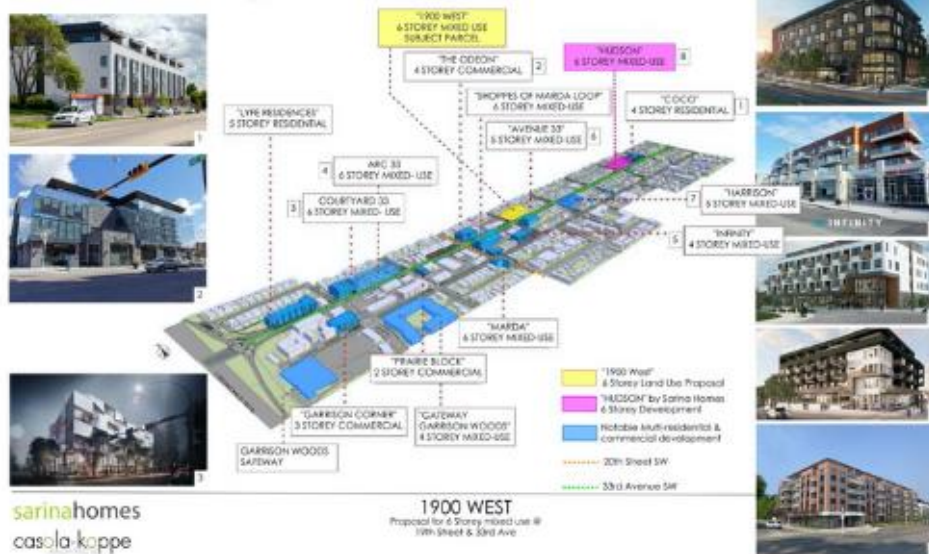 "1900 WEST"
6 STOREY MIXED USE
SUBJECT PARCEL
"THE ODEON"
4 STOREY COMMERCIAL
2
"HUDSON"
6 STOREY MIXED-USE
8
"SHOPPES OF MARDA LOOP"
6 STOREY MIXED-USE
"COCO"
4 STOREY RESIDENTIAL
1
"LYFE RESIDENCES"
5 STOREY RESIDENTIAL
"AVENUE 33"
5 STOREY MIXED-USE
6
4
ARC 33
6 STOREY MIXED- USE
3
COURTYARD 33
6 STOREY MIXED- USE
7
"HARRISON"
5 STOREY MIXED-USE
5
"INFINITY"
4 STOREY MIXED-USE
INFINITY
1
2
3
"MARDA"
6 STOREY MIXED-USE
"PRAIRIE BLOCK"
2 STOREY COMMERCIAL
"GARRISON CORNER"
3 STOREY COMMERCIAL
"GATEWAY
GARRISON WOODS"
4 STOREY MIXED-USE
GARRISON WOODS
GATEWAY
"1900 West"
6 Storey Land Use Proposal
"HUDSON" by Sarina Homes
6 Storey Development
Notable Multi-residential &
commercial development
20th Street SW
33rd Avenue SW
sarinahomes
casola koppe
1900 WEST
Proposal for 6 Storey mixed use @
19th Street & 33rd Ave